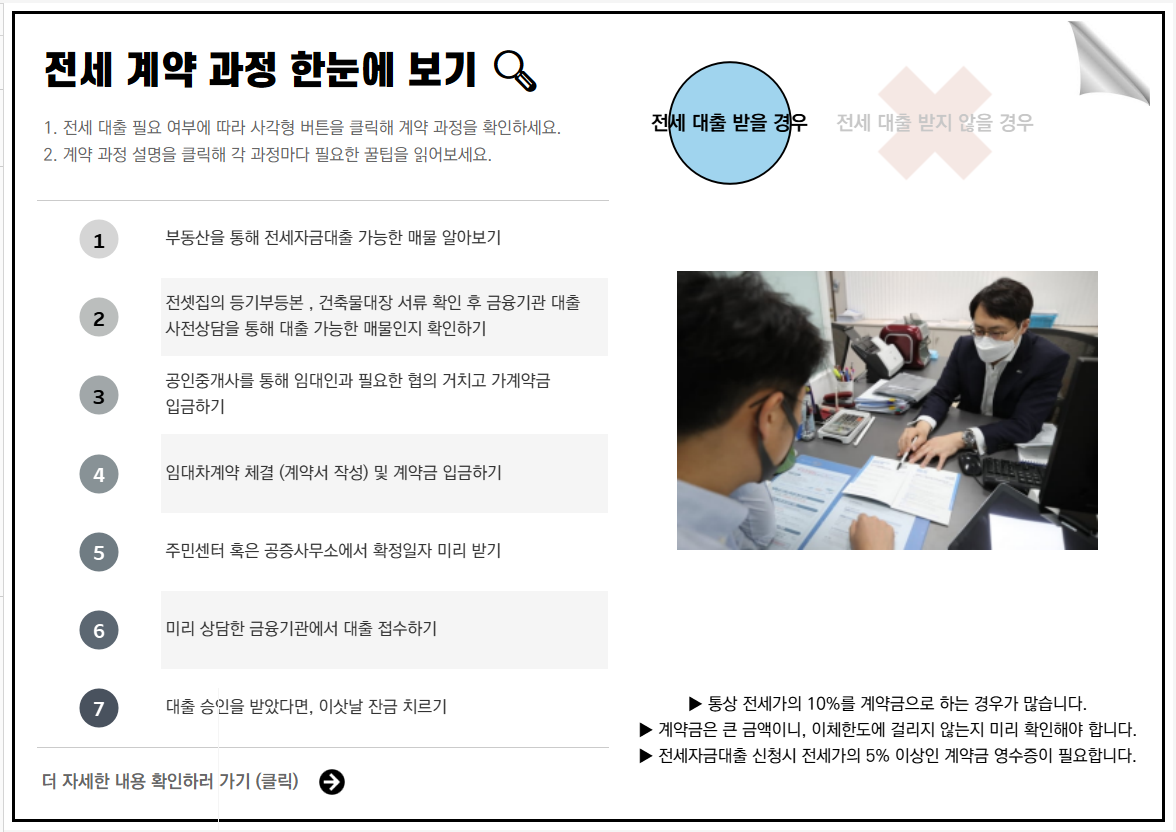 전세 계약 과정 한눈에 보기
1. 전세 대출 필요 여부에 따라 사각형 버튼을 클릭해 계약 과정을 확인하세요.
2. 계약 과정 설명을 클릭해 각 과정마다 필요한 꿀팁을 읽어보세요.
전세 대출 받을 경우
전세 대출 받지 않을 경우
1 부동산을 통해 전세자금대출 가능한 매물 알아보기
2 전셋집의 등기부등본 , 건축물대장 서류 확인 후 금융기관 대출
사전상담을 통해 대출 가능한 매물인지 확인하기
3 공인중개사를 통해 임대인과 필요한 협의 거치고 가계약금
입금하기
4 임대차계약 체결 (계약서 작성) 및 계약금 입금하기
5 주민센터 혹은 공증사무소에서 확정일자 미리 받기
6 미리 상담한 금융기관에서 대출 접수하기
7 대출 승인을 받았다면, 이삿날 잔금 치르기
더 자세한 내용 확인하러 가기 (클릭)
▶ 통상 전세가의 10%를 계약금으로 하는 경우가 많습니다.
▶ 계약금은 큰 금액이니, 이체한도에 걸리지 않는지 미리 확인해야 합니다.
▶ 전세자금대출 신청시 전세가의 5% 이상인 계약금 영수증이 필요합니다.